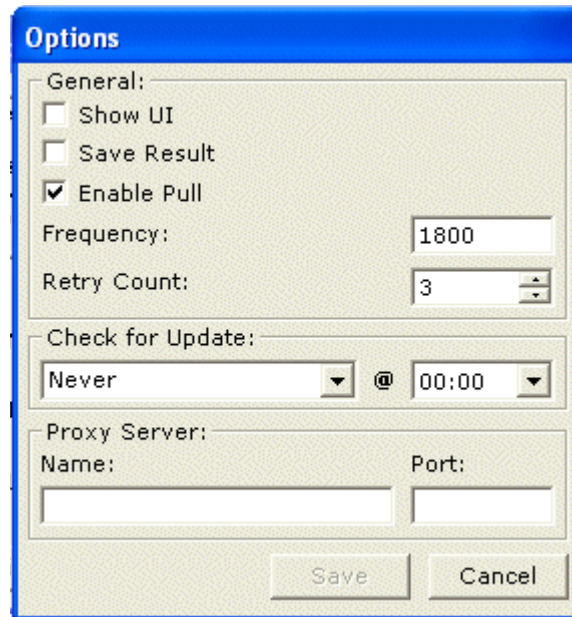 Options
General:
Show UI
Save Result
Enable Pull
Frequency: 1800
Retry Count: 3
Check for Update:
Never @ 00:00
Proxy Server:
Name: Port:
Save Cancel